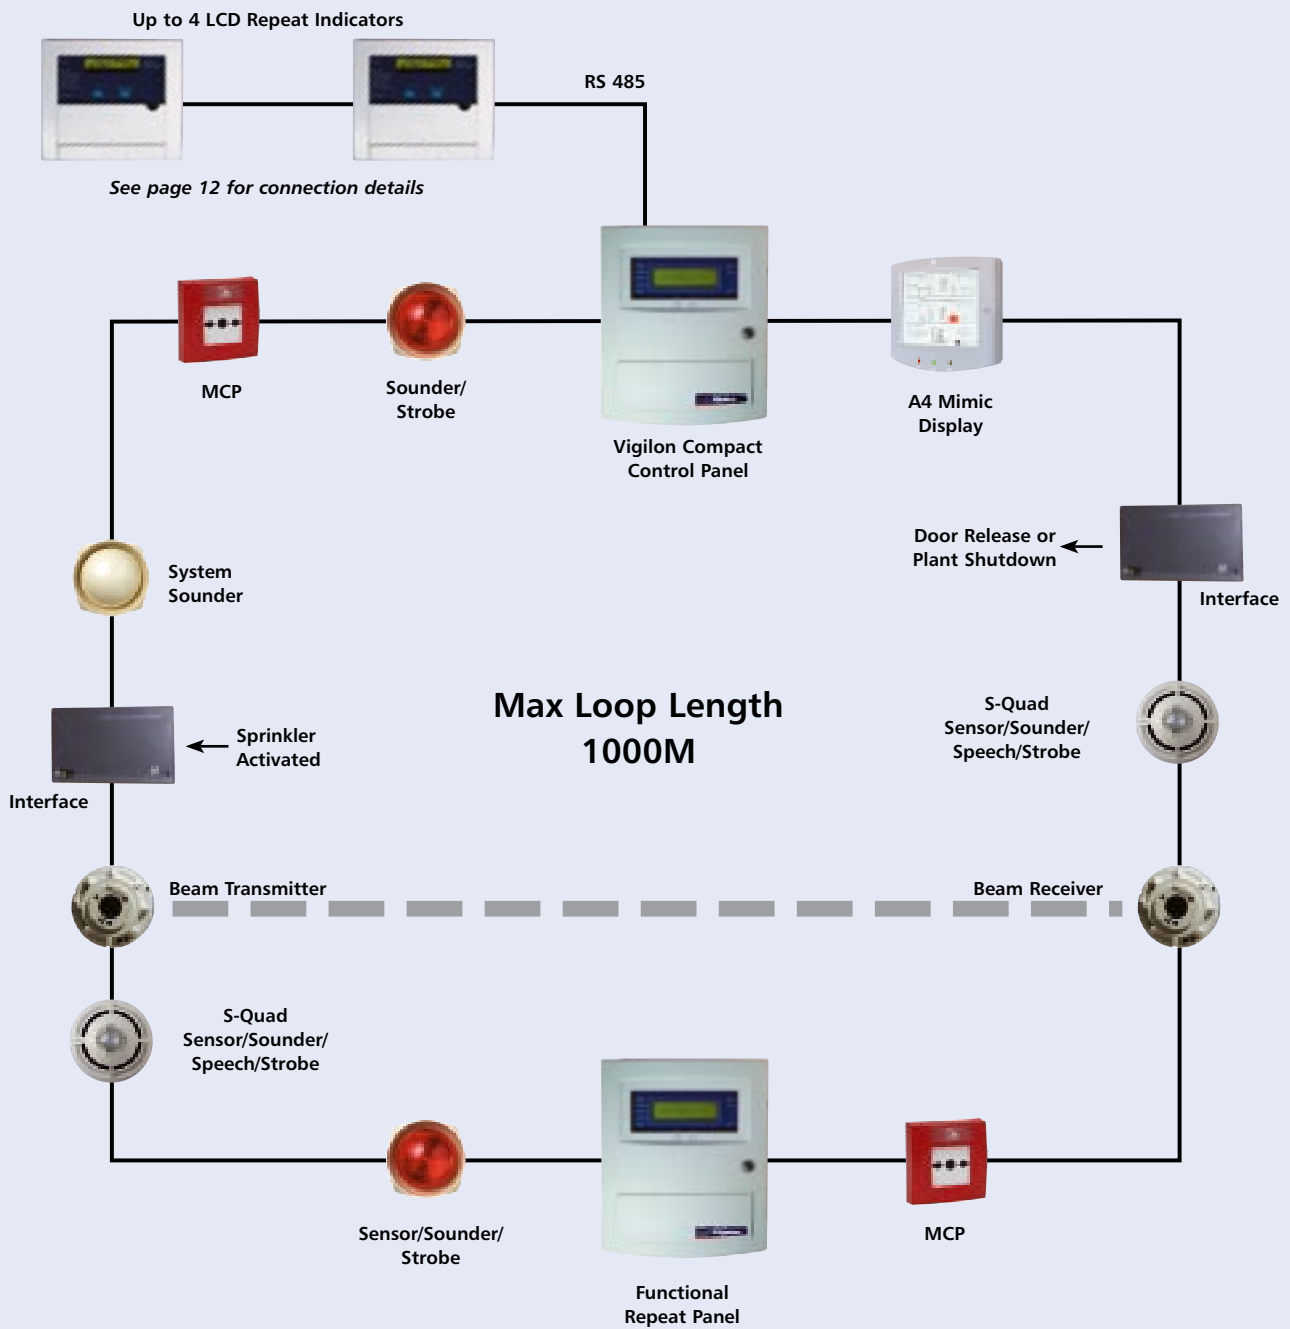 Up to 4 LCD Repeat Indicators
RS 485
See page 12 for connection details
MCP
Sounder/
Strobe
Vigilon Compact
Control Panel
A4 Mimic
Display
Door Release or
Plant Shutdown
Interface
System
Sounder
Max Loop Length
1000M
S-Quad
Sensor/Sounder/
Speech/Strobe
Sprinkler
Activated
Interface
Beam Transmitter
Beam Receiver
S-Quad
Sensor/Sounder/
Speech/Strobe
Sensor/Sounder/
Strobe
Functional
Repeat Panel
MCP